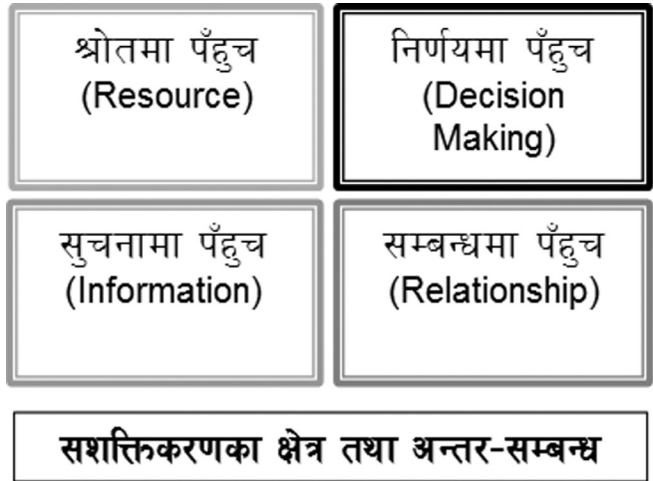 श्रोतमा पँहुच
(Resource)
निर्णयमा पँहुच
(Decision
Making)
सुचनामा पँहुच
(Information)
सम्बन्धमा पँहुच
(Relationship)
सशक्तिकरणका क्षेत्र तथा अन्तर-सम्बन्ध